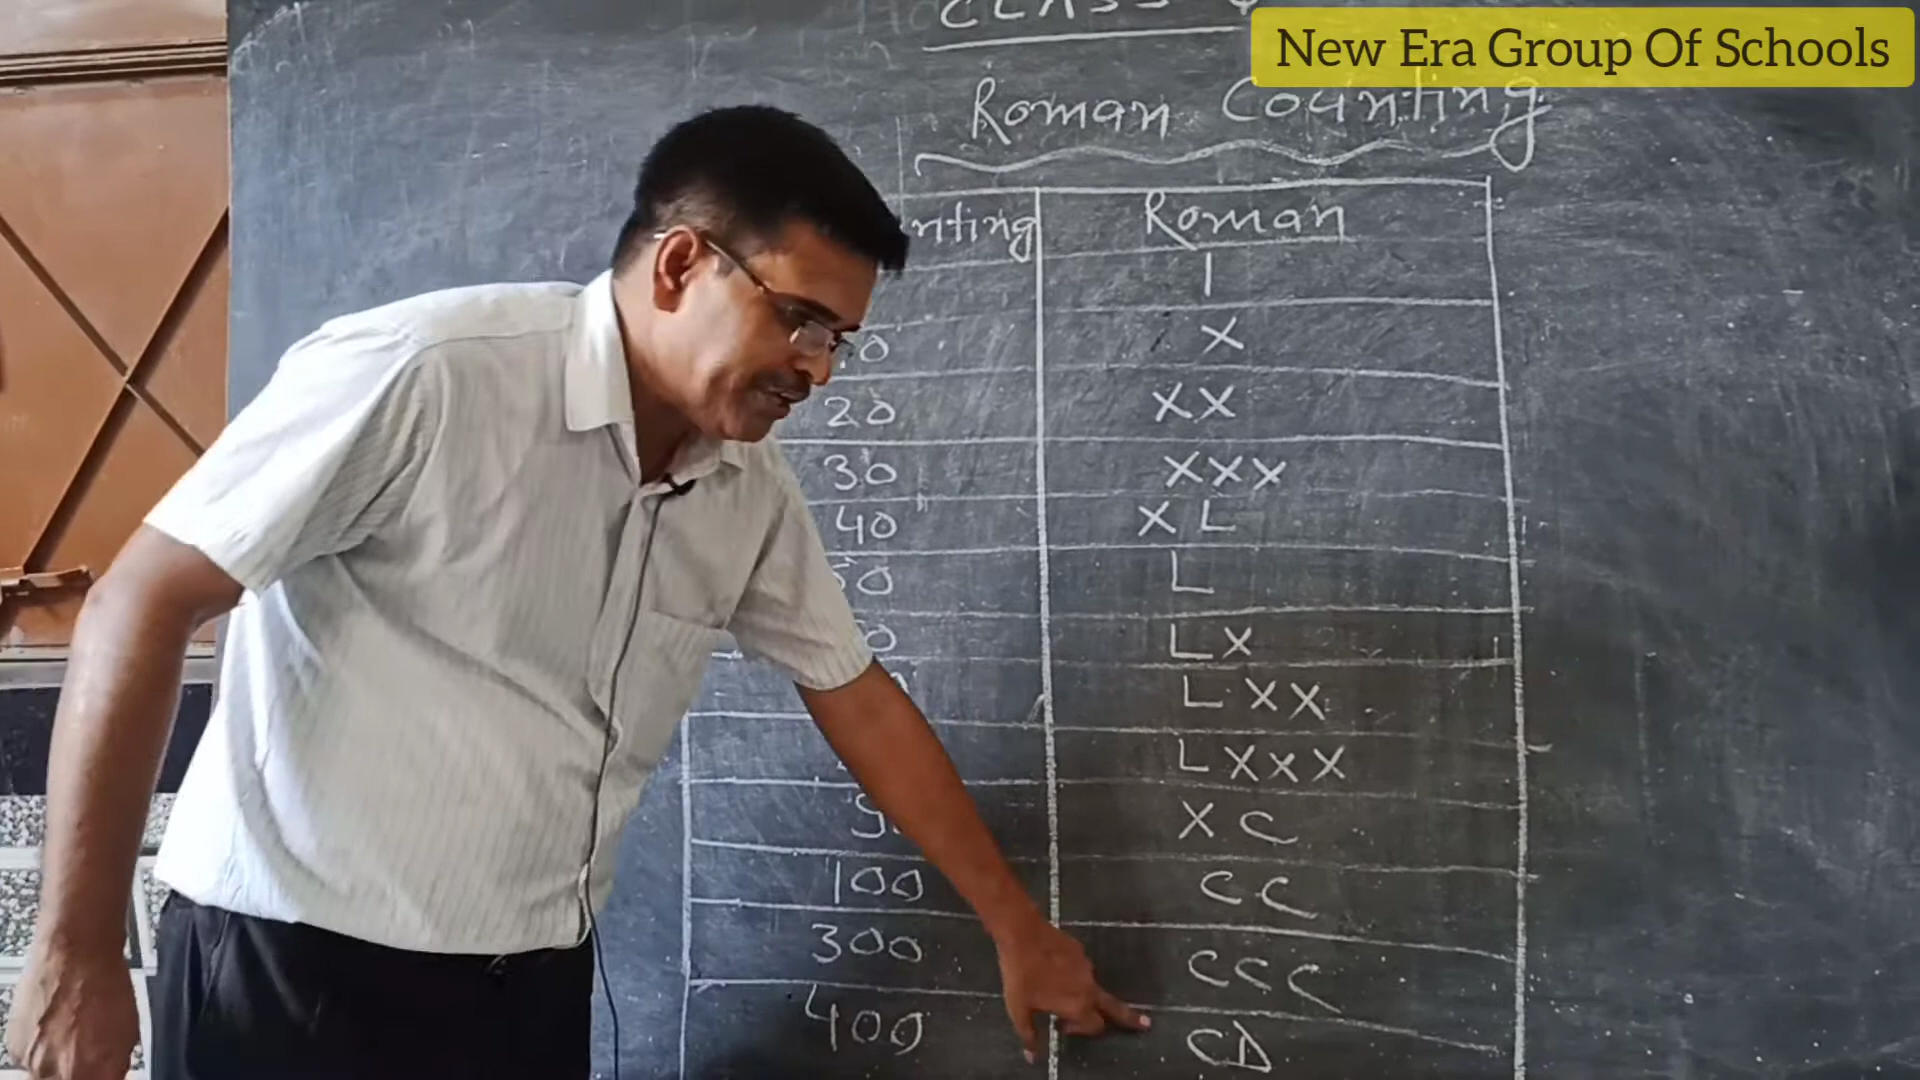 CLASS
New Era Group Of Schools
Roman Counting
Roman
I
X
20 XX
30 XXX
40 XL
L
LX
LXX
LXXX
XC
100 CC
300 CCC
400 CD